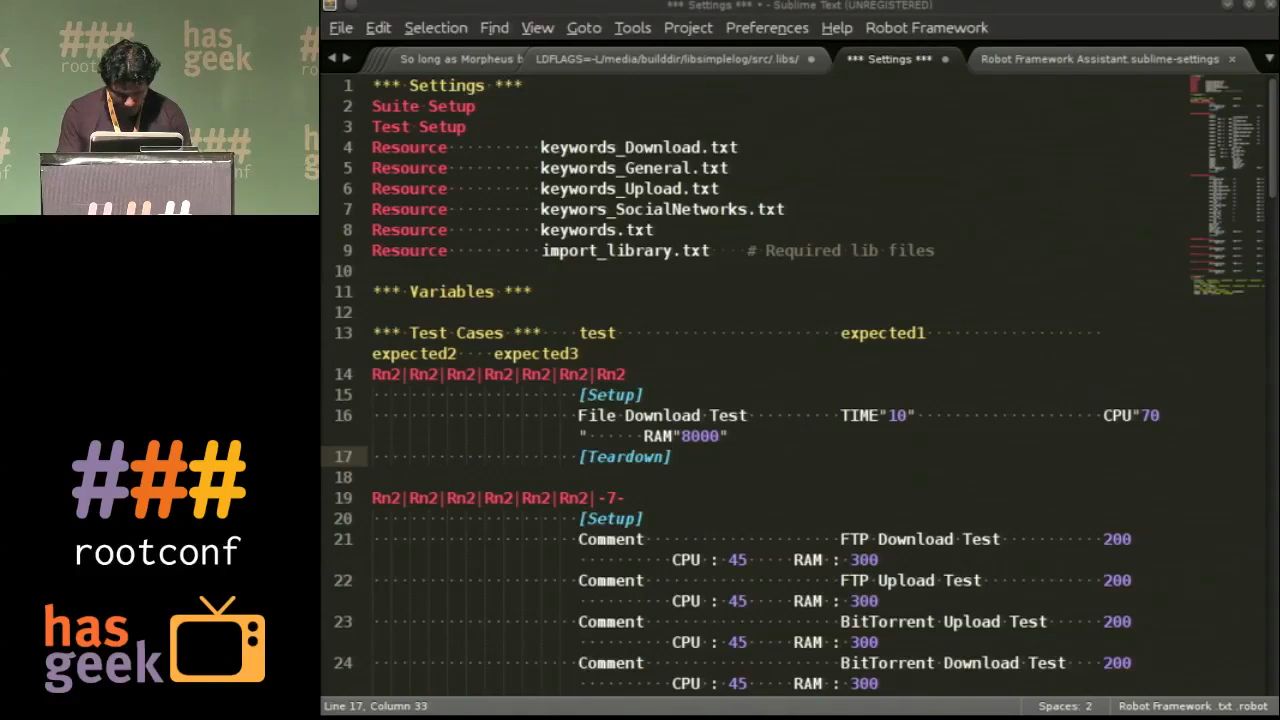 ###
has
geek
*** Settings *** • - Sublime Text (UNREGISTERED)
File Edit Selection Find View Goto Tools Project Preferences Help Robot Framework
So long as Morpheus b
LDFLAGS=-L/media/builddir/libsimplelog/src/.libs/
*** Settings ***
Robot Framework Assistant.sublime-settings
1 *** Settings ***
2 Suite Setup
3 Test Setup
4 Resource keywords_Download.txt
5 Resource keywords_General.txt
6 Resource keywords_Upload.txt
7 Resource keywors_SocialNetworks.txt
8 Resource keywords.txt
9 Resource import_library.txt # Required lib files
10
11 *** Variables ***
12
13 *** Test Cases *** test expected1
expected2 expected3
14 Rn2|Rn2|Rn2|Rn2|Rn2|Rn2|Rn2
15 [Setup]
16 File Download Test TIME"10" CPU"70
" RAM"8000"
17 [Teardown]
18
19 Rn2|Rn2|Rn2|Rn2|Rn2|Rn2|-7-
20 [Setup]
21 Comment FTP Download Test 200
CPU : 45 RAM : 300
22 Comment FTP Upload Test 200
CPU : 45 RAM : 300
23 Comment BitTorrent Upload Test 200
CPU : 45 RAM : 300
24 Comment BitTorrent Download Test 200
CPU : 45 RAM : 300
Line 17, Column 33
Spaces: 2
Robot Framework .txt .robot
###
rootconf
has
geek